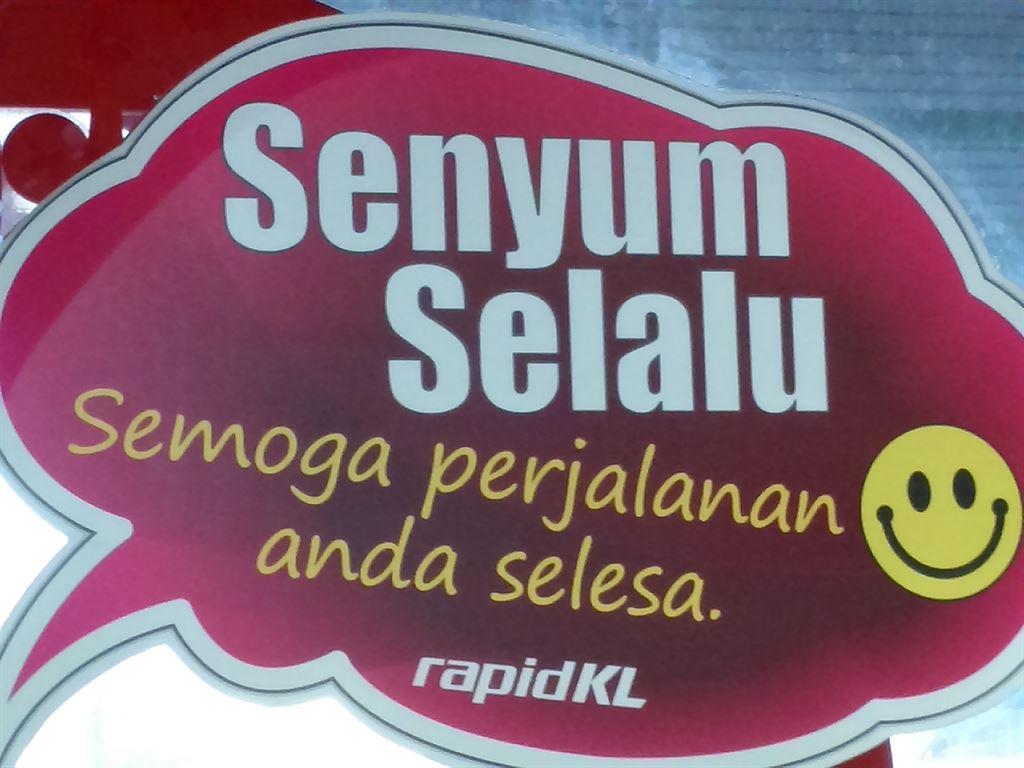 Senyum
Selalu
Semoga perjalanan
anda selesa.
rapidKL